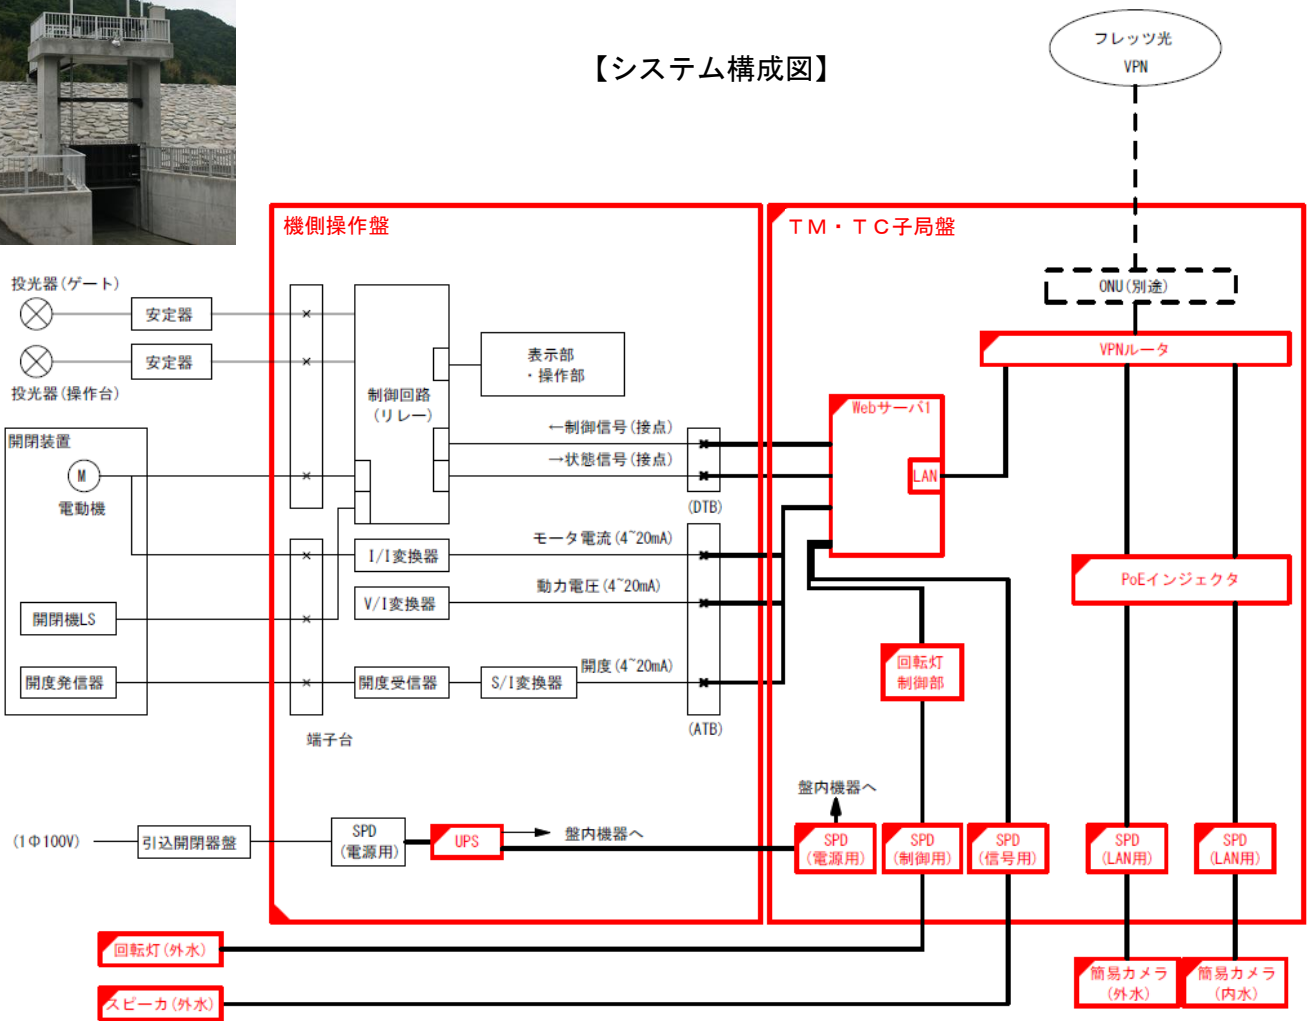 【システム構成図】
フレッツ光
VPN
機側操作盤
TM・TC子局盤
投光器(ゲート)
安定器
安定器
投光器(操作台)
制御回路
(リレー)
表示部
・操作部
ONU(別途)
VPNルータ
Webサーバ1
LAN
開閉装置
M
電動機
←制御信号(接点)
→状態信号(接点)
(DTB)
I/I変換器
モータ電流(4~20mA)
V/I変換器
動力電圧(4~20mA)
PoEインジェクタ
開閉機LS
開度発信器
開度受信器
S/I変換器
開度(4~20mA)
回転灯
制御部
端子台
(ATB)
盤内機器へ
(1Φ100V)
引込開閉器盤
SPD
(電源用)
UPS
盤内機器へ
SPD
(電源用)
SPD
(制御用)
SPD
(信号用)
SPD
(LAN用)
SPD
(LAN用)
回転灯(外水)
スピーカ(外水)
簡易カメラ
(外水)
簡易カメラ
(内水)